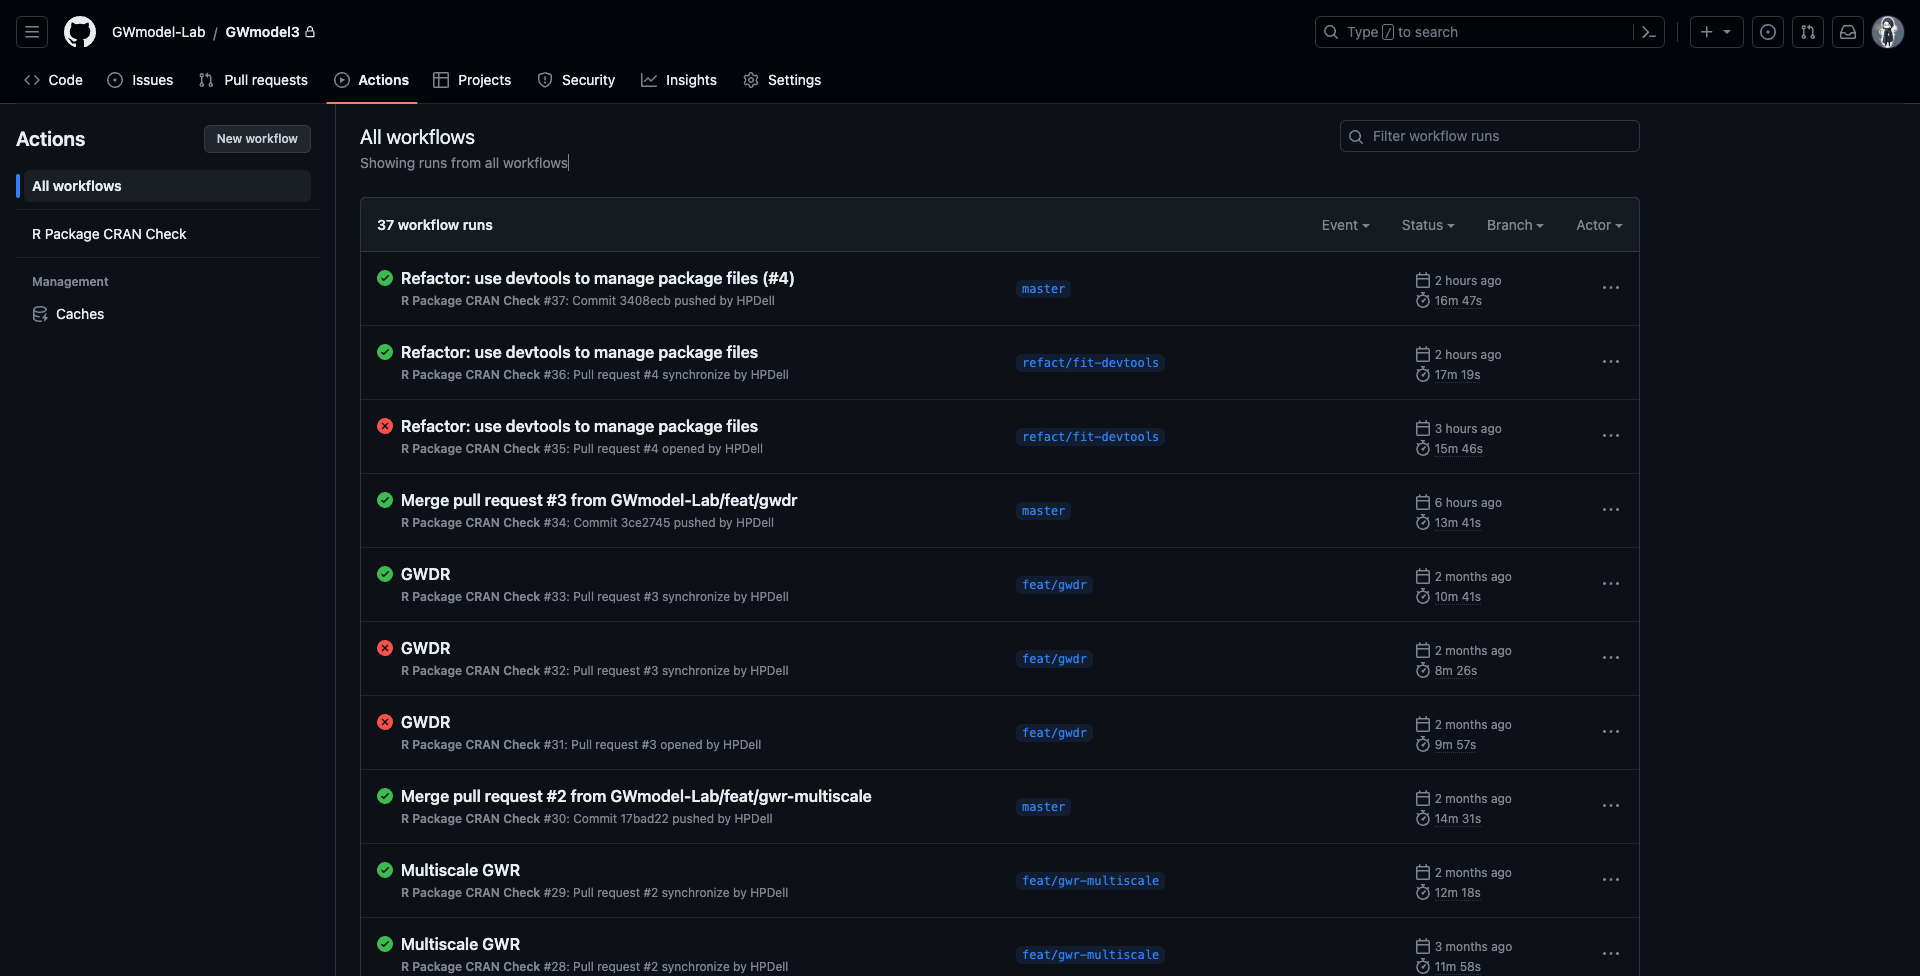 GWmodel-Lab / GWmodel3
Type / to search
Code
Issues
Pull requests
Actions
Projects
Security
Insights
Settings
Actions
New workflow
All workflows
R Package CRAN Check
Management
Caches
All workflows
Showing runs from all workflows
Filter workflow runs
37 workflow runs
Event
Status
Branch
Actor
Refactor: use devtools to manage package files (#4)
R Package CRAN Check #37: Commit 3408ecb pushed by HPDell
master
2 hours ago
16m 47s
Refactor: use devtools to manage package files
R Package CRAN Check #36: Pull request #4 synchronize by HPDell
refact/fit-devtools
2 hours ago
17m 19s
Refactor: use devtools to manage package files
R Package CRAN Check #35: Pull request #4 opened by HPDell
refact/fit-devtools
3 hours ago
15m 46s
Merge pull request #3 from GWmodel-Lab/feat/gwdr
R Package CRAN Check #34: Commit 3ce2745 pushed by HPDell
master
6 hours ago
13m 41s
GWDR
R Package CRAN Check #33: Pull request #3 synchronize by HPDell
feat/gwdr
2 months ago
10m 41s
GWDR
R Package CRAN Check #32: Pull request #3 synchronize by HPDell
feat/gwdr
2 months ago
8m 26s
GWDR
R Package CRAN Check #31: Pull request #3 opened by HPDell
feat/gwdr
2 months ago
9m 57s
Merge pull request #2 from GWmodel-Lab/feat/gwr-multiscale
R Package CRAN Check #30: Commit 17bad22 pushed by HPDell
master
2 months ago
14m 31s
Multiscale GWR
R Package CRAN Check #29: Pull request #2 synchronize by HPDell
feat/gwr-multiscale
2 months ago
12m 18s
Multiscale GWR
R Package CRAN Check #28: Pull request #2 synchronize by HPDell
feat/gwr-multiscale
3 months ago
11m 58s